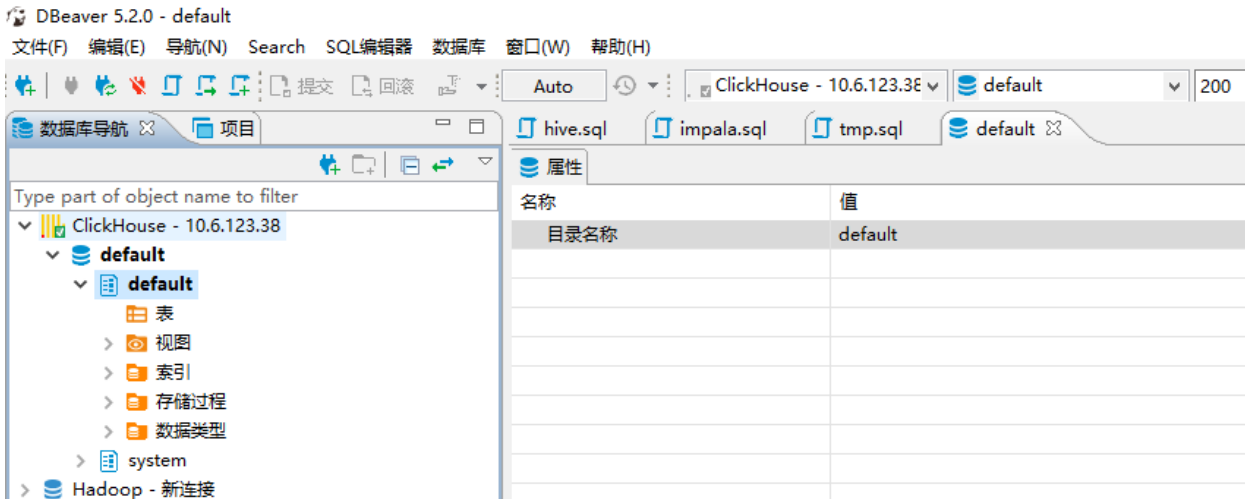 DBeaver 5.2.0 - default
文件(F) 编辑(E) 导航(N) Search SQL编辑器 数据库 窗口(W) 帮助(H)
提交 回滚 Auto ClickHouse - 10.6.123.38 default 200
数据库导航 项目 hive.sql impala.sql tmp.sql default
属性
Type part of object name to filter
名称 值
ClickHouse - 10.6.123.38
目录名称 default
default
default
表
视图
索引
存储过程
数据类型
system
Hadoop - 新连接